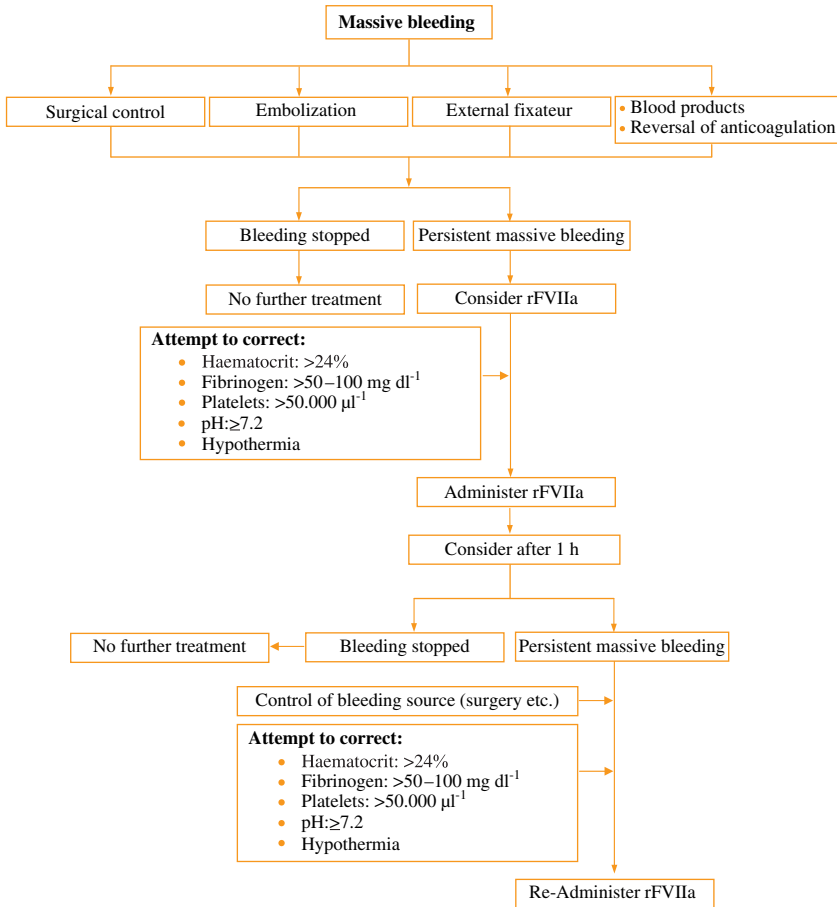 Massive bleeding
Surgical control
Embolization
External fixateur
• Blood products
• Reversal of anticoagulation
Bleeding stopped
Persistent massive bleeding
No further treatment
Consider rFVIIa
Attempt to correct:
• Haematocrit: >24%
• Fibrinogen: >50–100 mg dl⁻¹
• Platelets: >50.000 µl⁻¹
• pH:≥7.2
• Hypothermia
Administer rFVIIa
Consider after 1 h
No further treatment
Bleeding stopped
Persistent massive bleeding
Control of bleeding source (surgery etc.)
Attempt to correct:
• Haematocrit: >24%
• Fibrinogen: >50–100 mg dl⁻¹
• Platelets: >50.000 µl⁻¹
• pH:≥7.2
• Hypothermia
Re-Administer rFVIIa